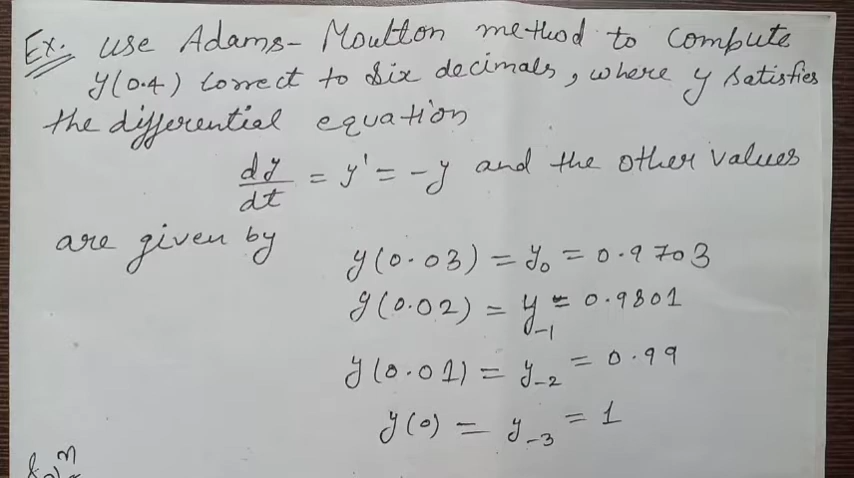 Ex. use Adams- Moulton method to compute
y(0.4) correct to six decimals, where y satisfies
the differential equation
dy/dt = y' = -y and the other values
are given by
y(0.03) = y₀ = 0.9703
y(0.02) = y₋₁ = 0.9801
y(0.01) = y₋₂ = 0.99
y(0) = y₋₃ = 1
Solⁿ